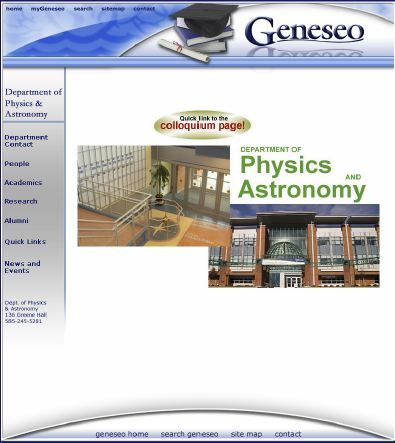 home myGeneseo search sitemap contact
Geneseo
Department of
Physics &
Astronomy
Department
Contact
People
Academics
Research
Alumni
Quick Links
News and
Events
Dept. of Physics
& Astronomy
136 Greene Hall
585-245-5281
Quick link to the
colloquium page!
DEPARTMENT OF
Physics
AND
Astronomy
geneseo home search geneseo site map contact